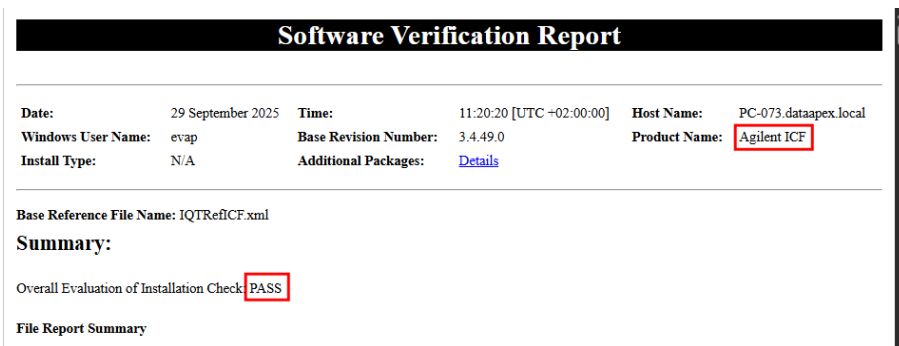 Software Verification Report
Date: 29 September 2025 Time: 11:20:20 [UTC +02:00:00] Host Name: PC-073.dataapex.local
Windows User Name: evap Base Revision Number: 3.4.49.0 Product Name: Agilent ICF
Install Type: N/A Additional Packages: Details
Base Reference File Name: IQTRefICF.xml
Summary:
Overall Evaluation of Installation Check: PASS
File Report Summary